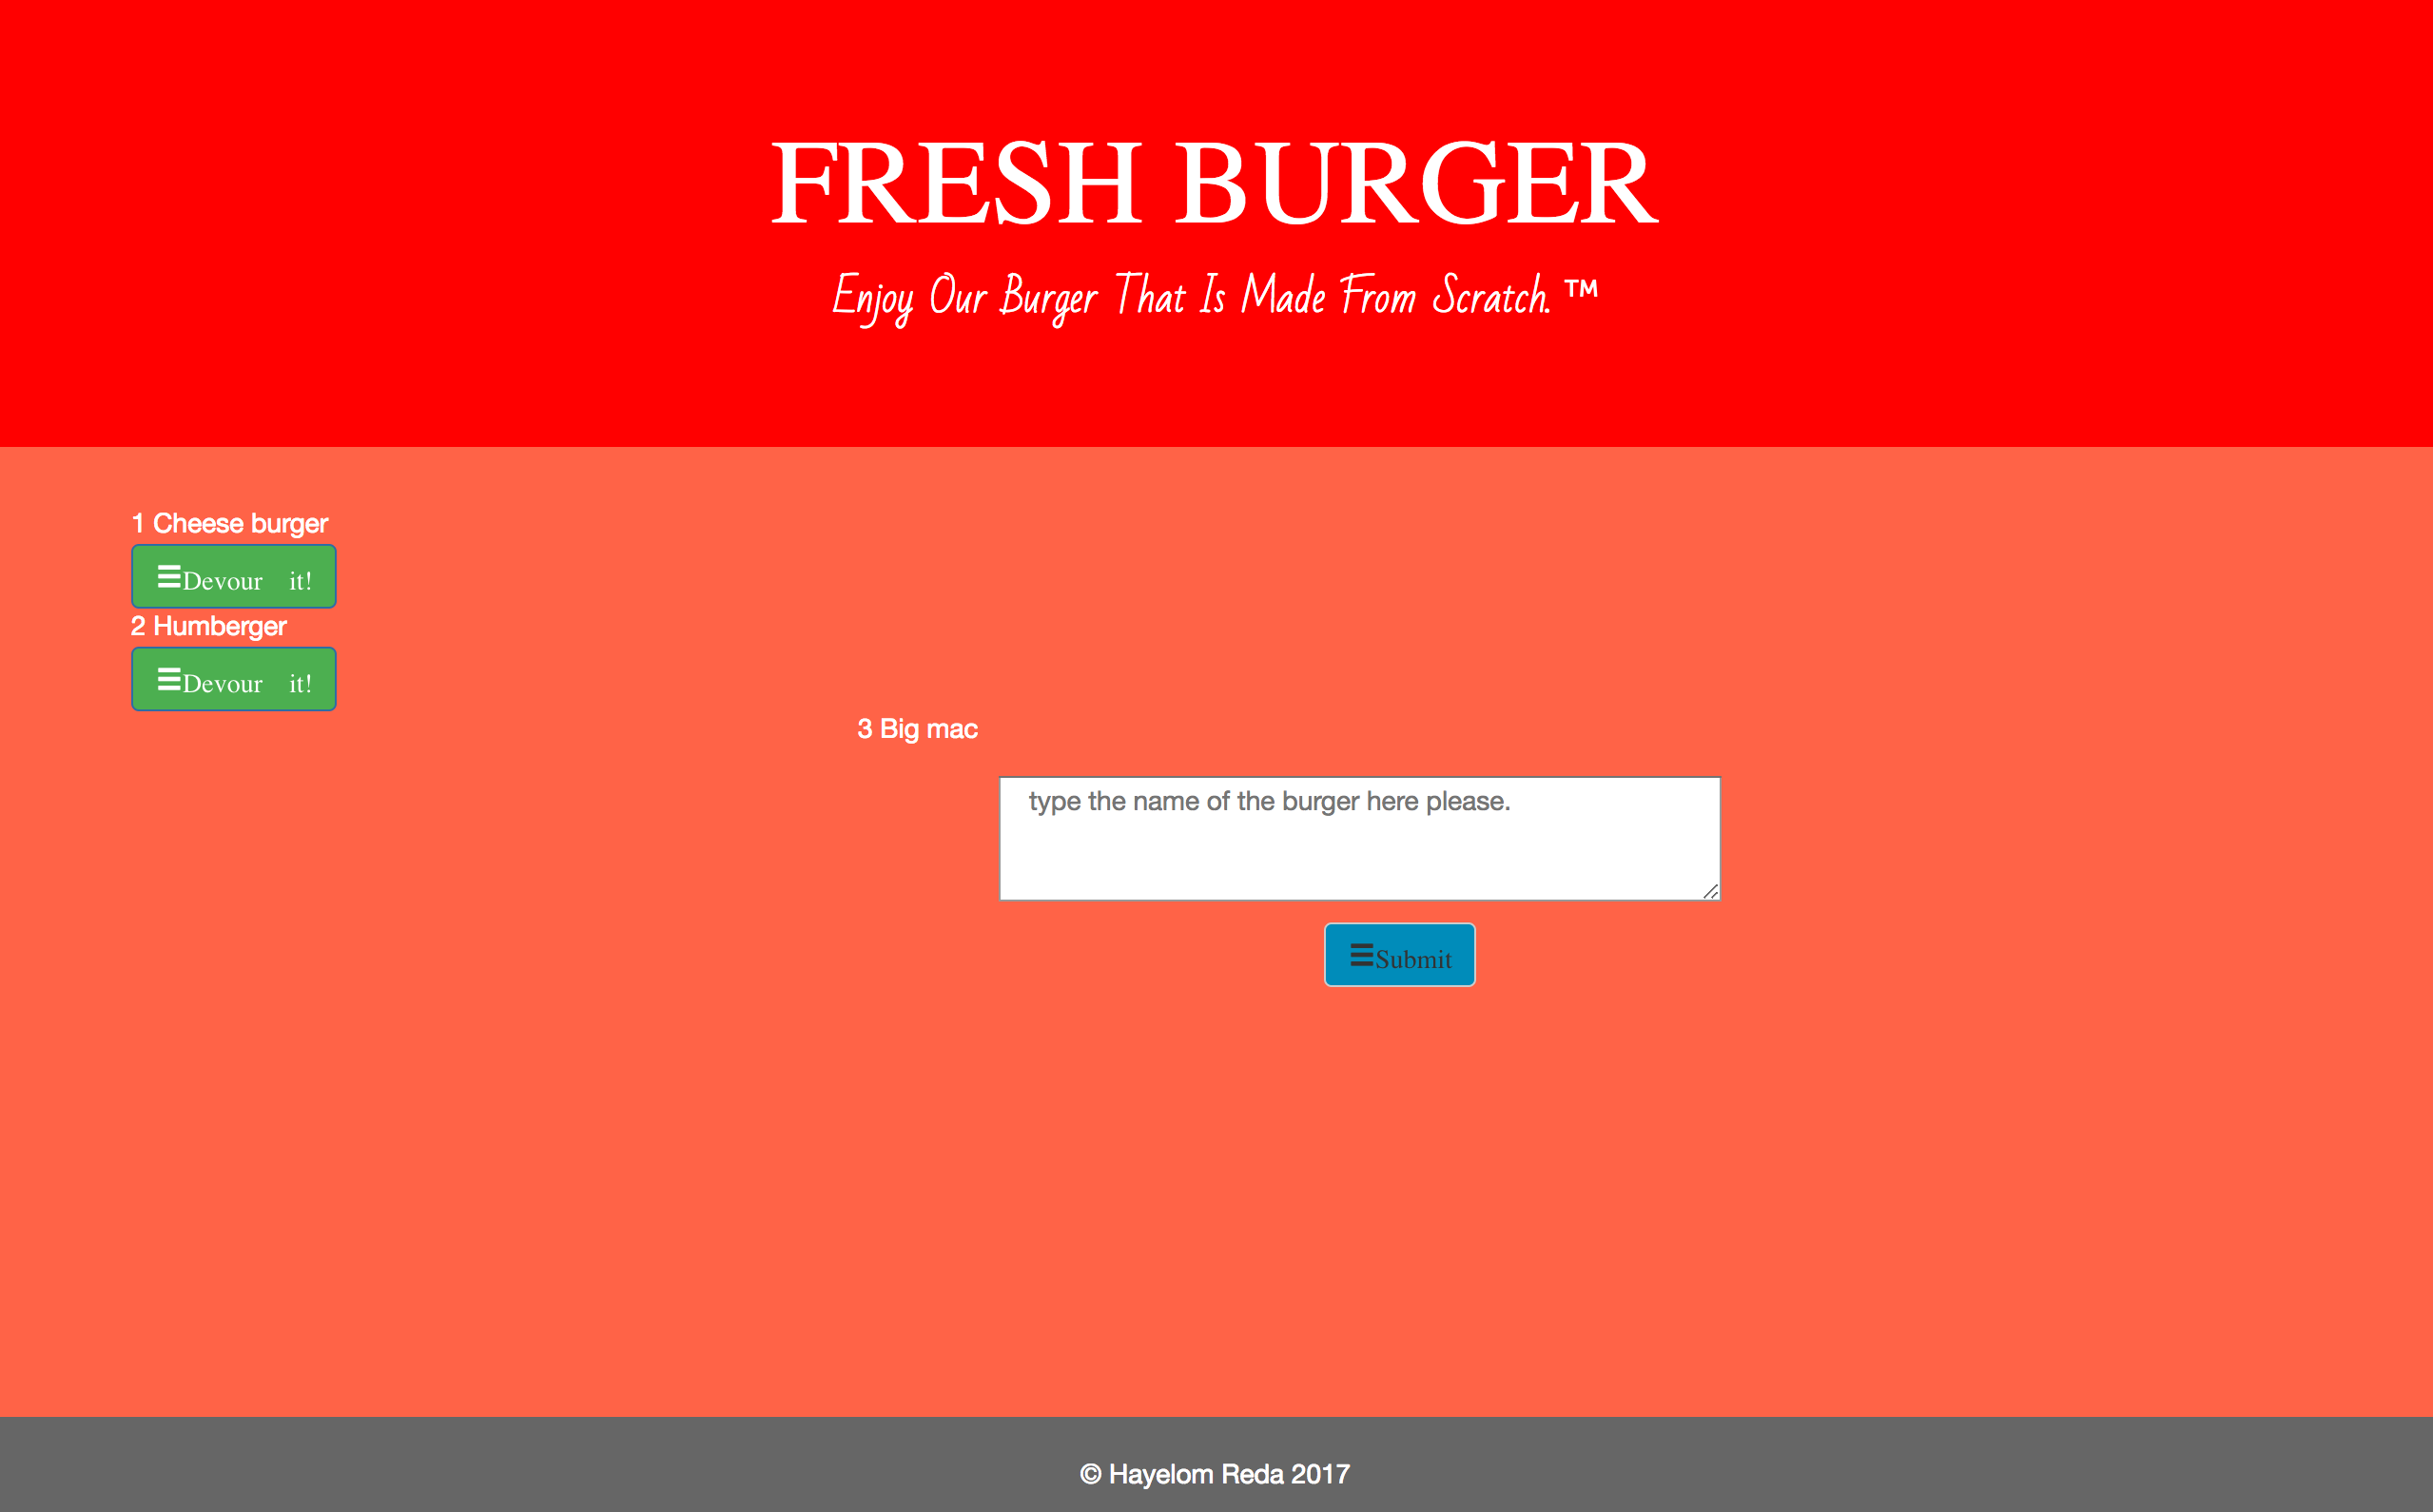 FRESH BURGER
Enjoy Our Burger That Is Made From Scratch.™
1 Cheese burger
Devour it!
2 Humberger
Devour it!
3 Big mac
type the name of the burger here please.
Submit
© Hayelom Reda 2017